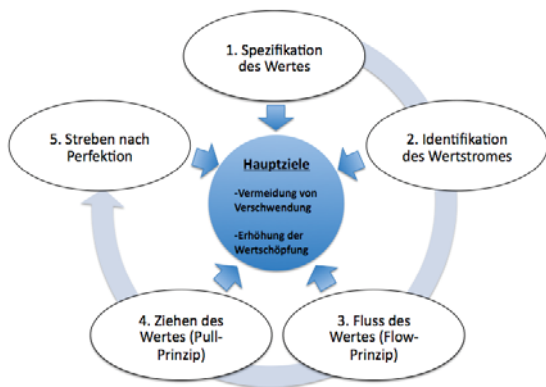 1. Spezifikation
des Wertes
2. Identifikation
des Wertstromes
3. Fluss des
Wertes (Flow-
Prinzip)
4. Ziehen des
Wertes (Pull-
Prinzip)
5. Streben nach
Perfektion
Hauptziele
-Vermeidung von
Verschwendung
-Erhöhung der
Wertschöpfung